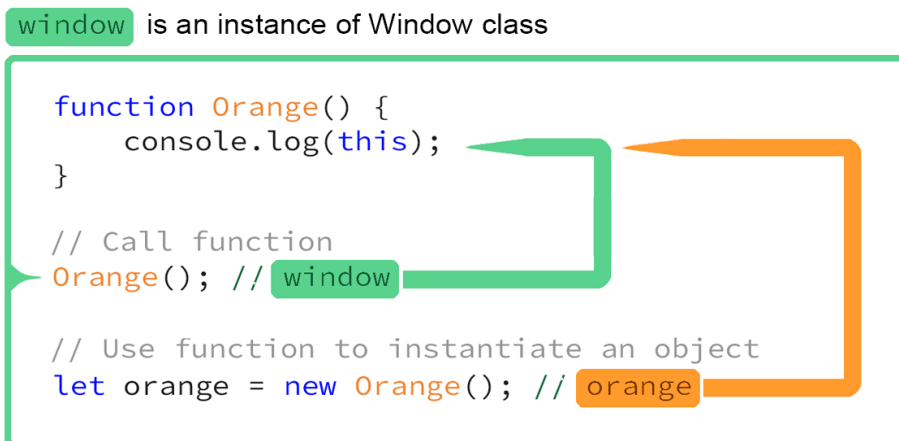 window is an instance of Window class
function Orange() {
console.log(this);
}
// Call function
Orange(); // window
// Use function to instantiate an object
let orange = new Orange(); // orange